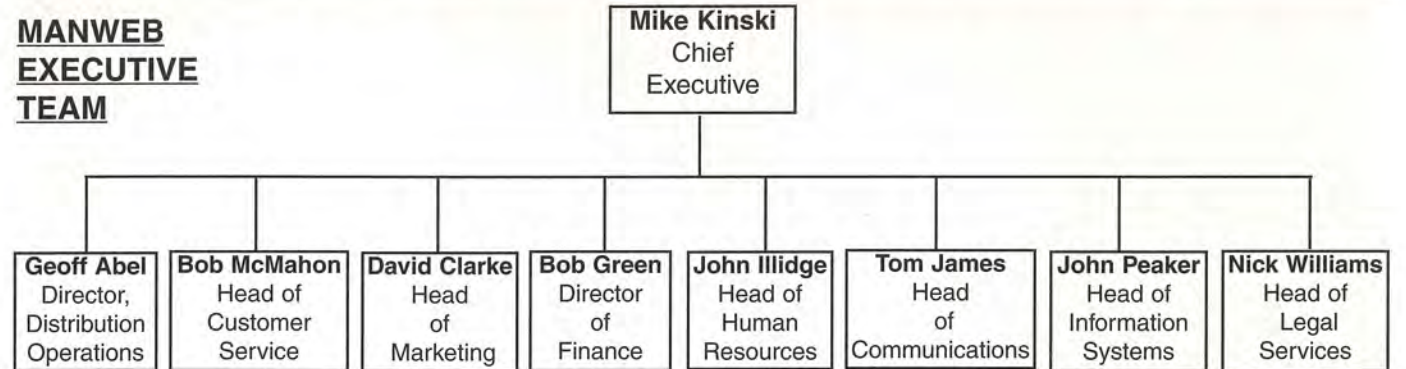 MANWEB
EXECUTIVE
TEAM
Mike Kinski
Chief
Executive
Geoff Abel
Director,
Distribution
Operations
Bob McMahon
Head of
Customer
Service
David Clarke
Head
of
Marketing
Bob Green
Director
of
Finance
John Illidge
Head of
Human
Resources
Tom James
Head
of
Communications
John Peaker
Head of
Information
Systems
Nick Williams
Head of
Legal
Services